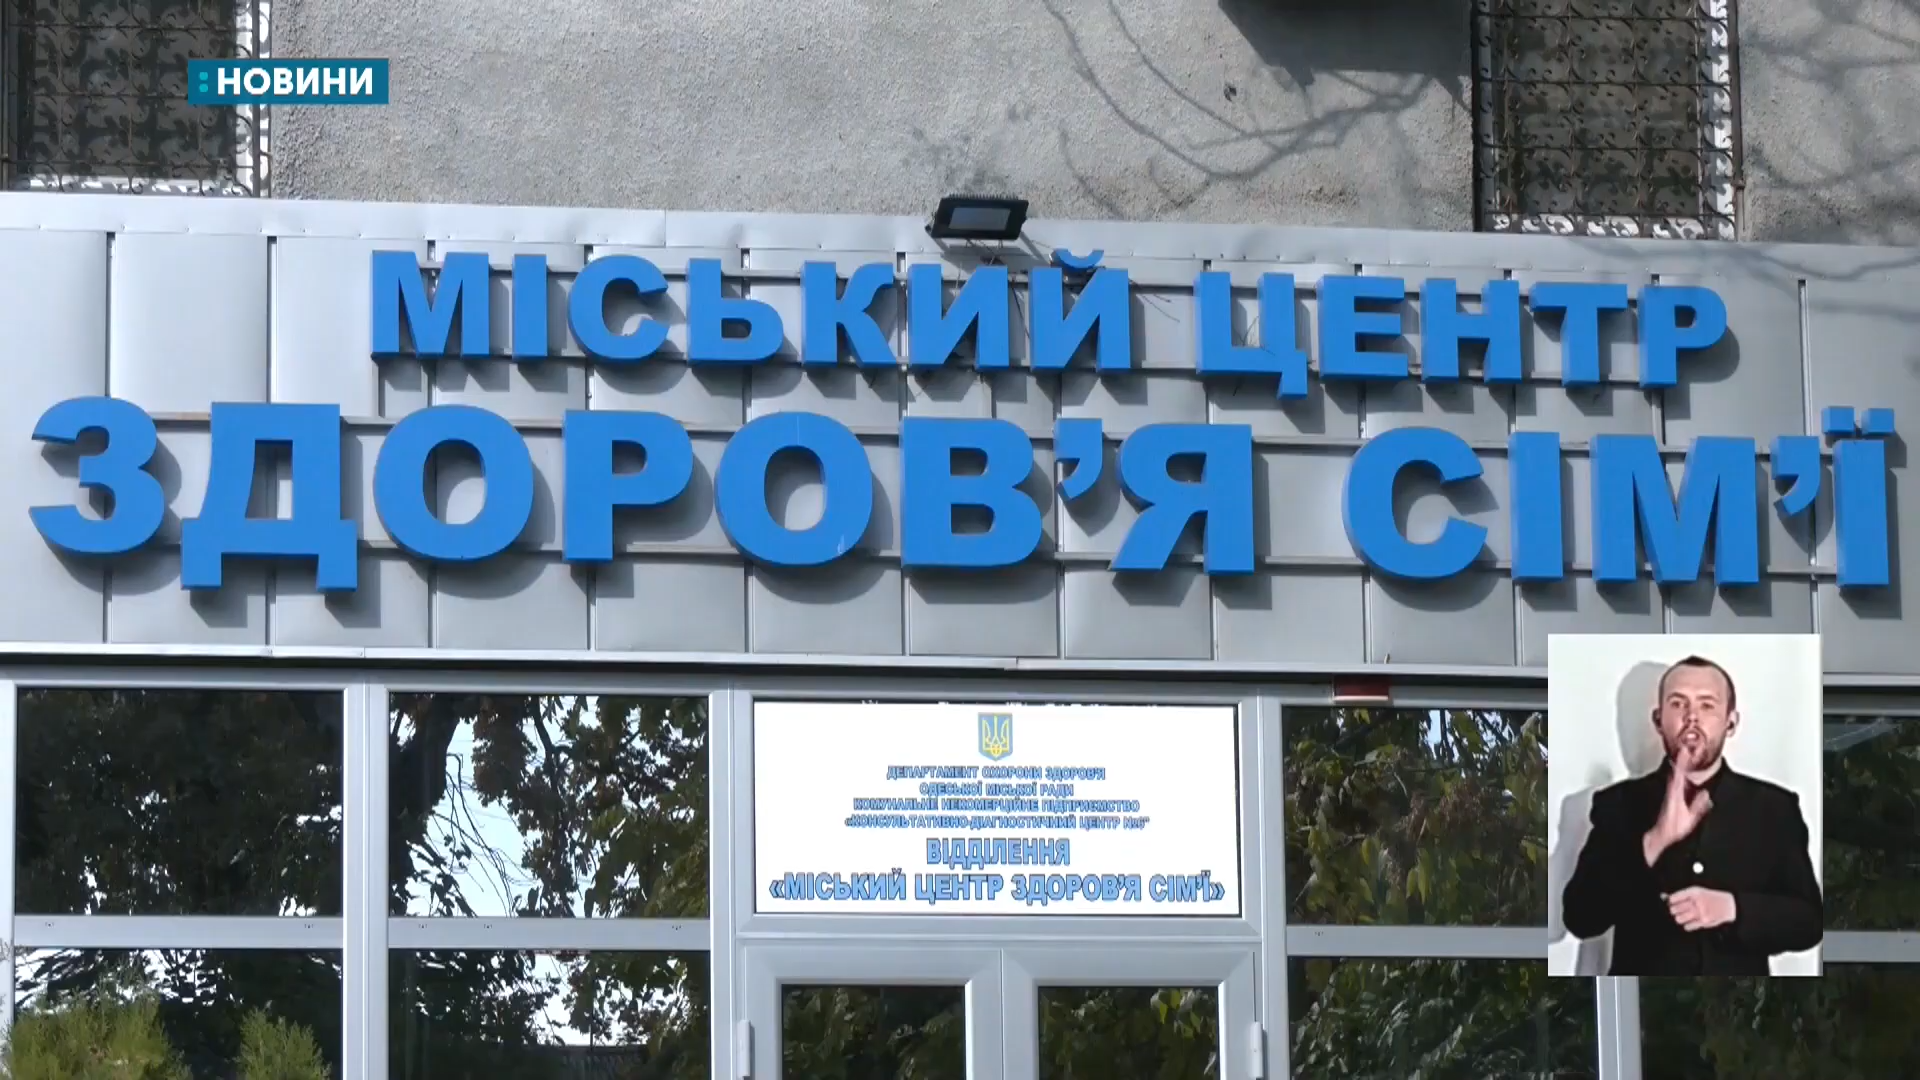 :НОВИНИ
МІСЬКИЙ ЦЕНТР
ЗДОРОВ'Я СІМ'Ї
ДЕПАРТАМЕНТ ОХОРОНИ ЗДОРОВ'Я
ОДЕСЬКОЇ МІСЬКОЇ РАДИ
КОМУНАЛЬНЕ НЕКОМЕРЦІЙНЕ ПІДПРИЄМСТВО
«КОНСУЛЬТАТИВНО-ДІАГНОСТИЧНИЙ ЦЕНТР
ВІДДІЛЕННЯ
«МІСЬКИЙ ЦЕНТР ЗДОРОВ'Я СІМ'Ї»